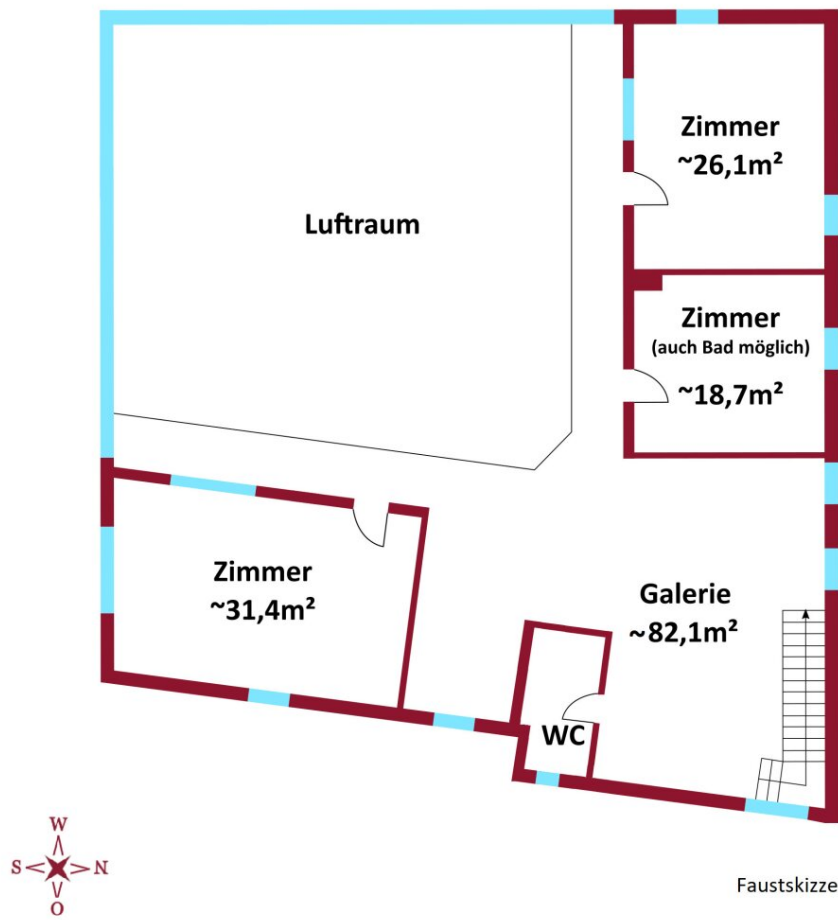 Zimmer
~26,1m²
Luftraum
Zimmer
(auch Bad möglich)
~18,7m²
Zimmer
~31,4m²
Galerie
~82,1m²
WC
W
S N
O
Faustskizze